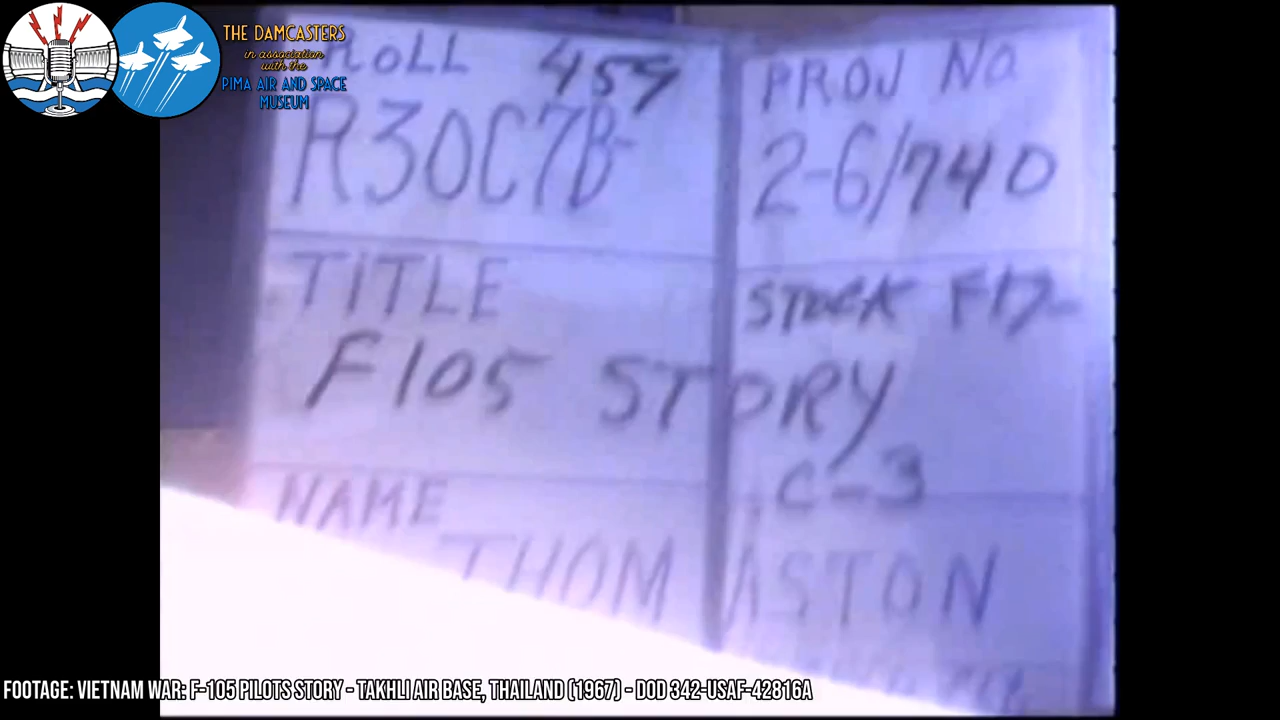 THE DAMCASTERS
in association
with the
PIMA AIR AND SPACE
MUSEUM
ROLL 459
R30C7B-
PROJ NR
2-6/740
TITLE
STOCK F17-
F105 STORY
C-3
NAME
THOMASTON
FOOTAGE: VIETNAM WAR: F-105 PILOTS STORY - TAKHLI AIR BASE, THAILAND (1967) - DOD 342-USAF-42816A